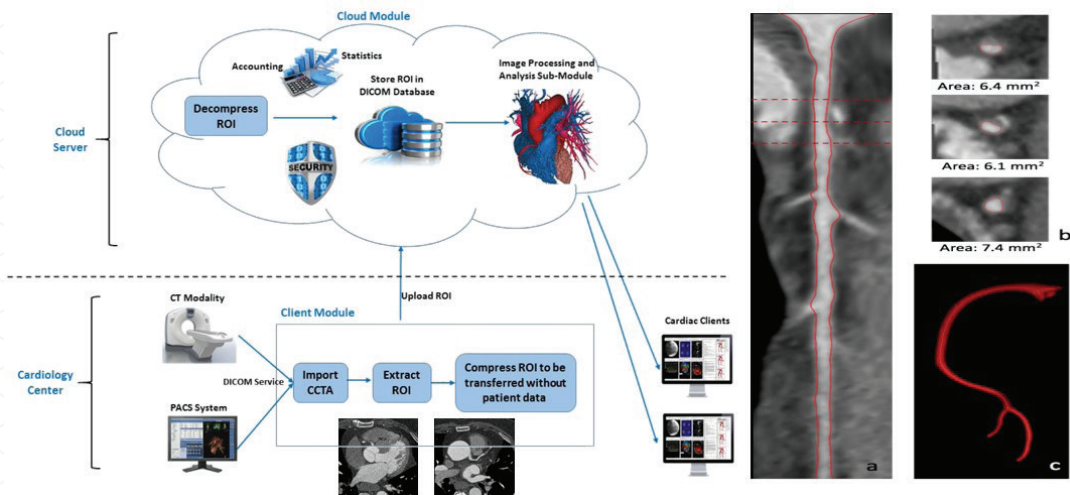 Cloud Module
Cloud
Server
Accounting
Statistics
Decompress
ROI
Store ROI in
DICOM Database
Image Processing and
Analysis Sub-Module
SECURITY
Upload ROI
Cardiology
Center
CT Modality
Client Module
DICOM Service
PACS System
Import
CCTA
Extract
ROI
Compress ROI to be
transferred without
patient data
Cardiac Clients
a
Area: 6.4 mm²
Area: 6.1 mm²
Area: 7.4 mm²
b
c